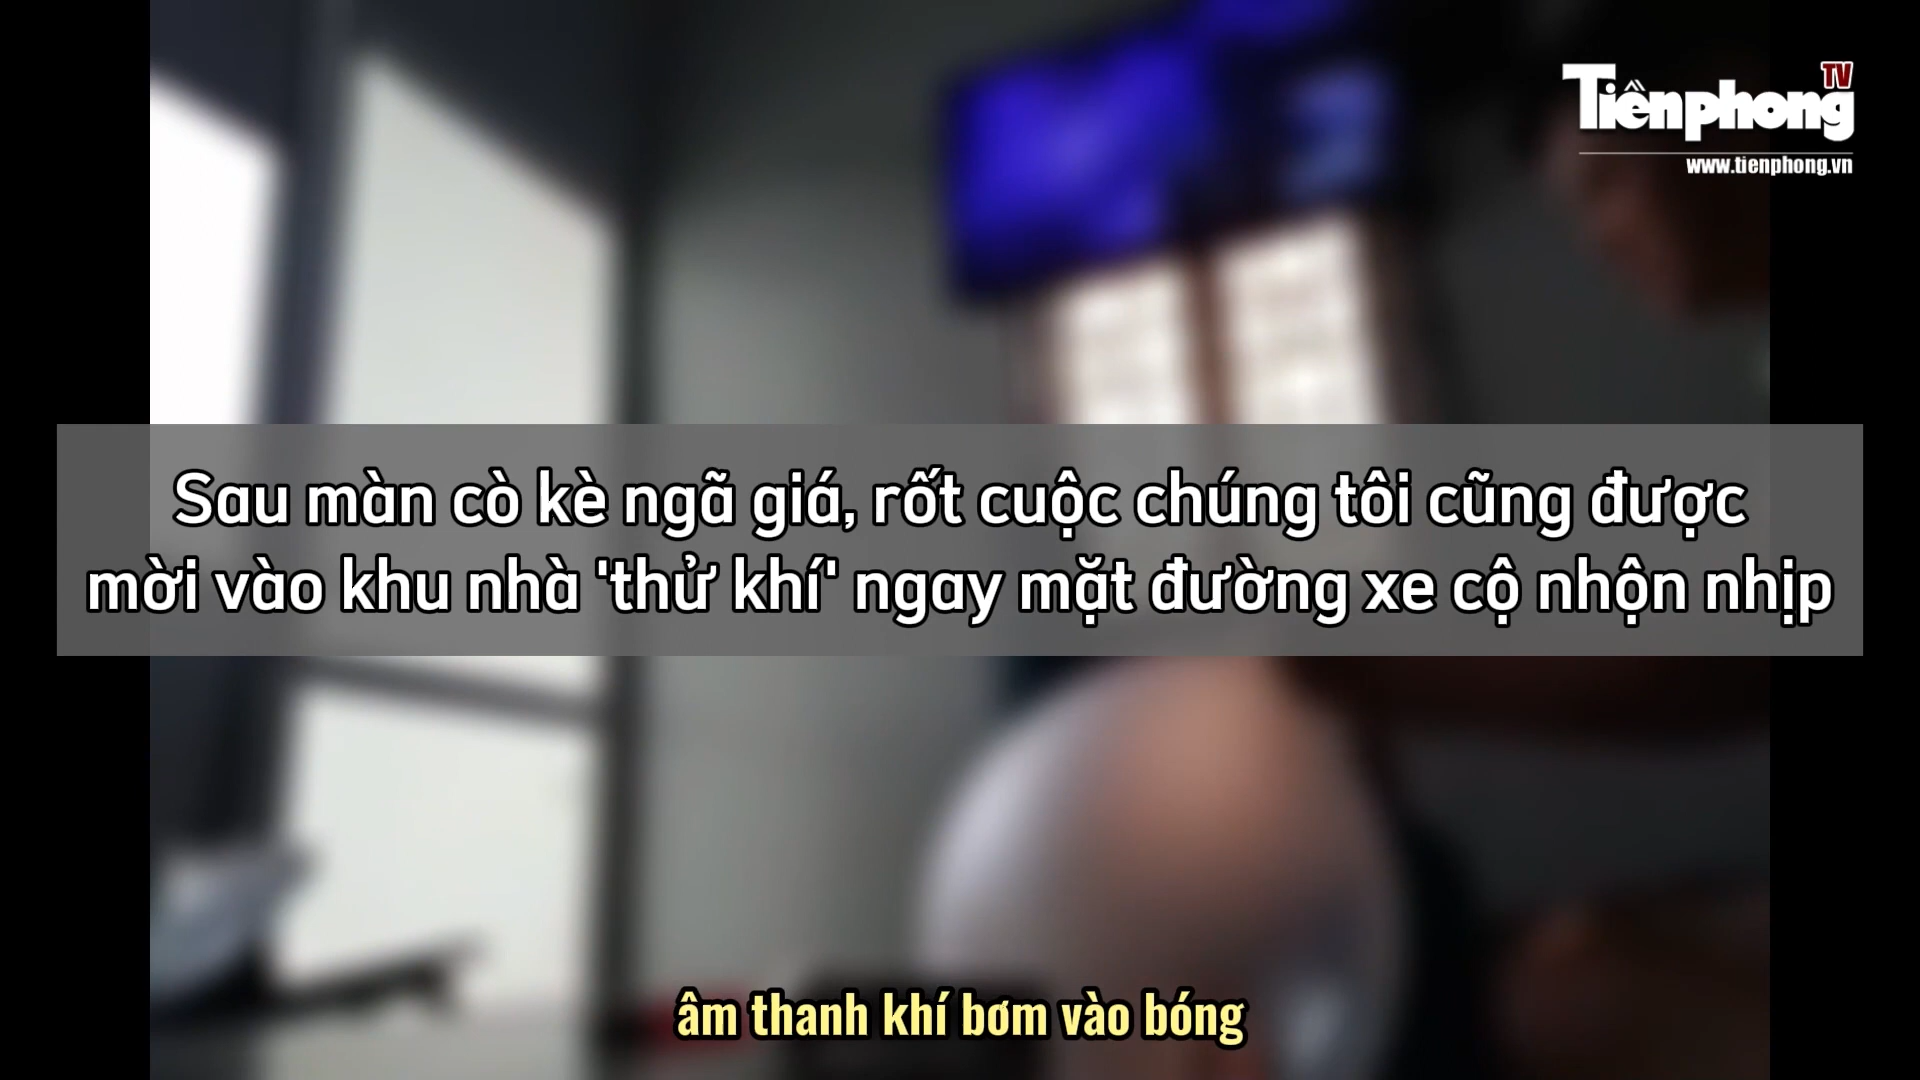 Tiềnphong TV
www.tienphong.vn
Sau màn cò kè ngã giá, rốt cuộc chúng tôi cũng được
mời vào khu nhà 'thử khí' ngay mặt đường xe cộ nhộn nhịp
âm thanh khí bơm vào bóng